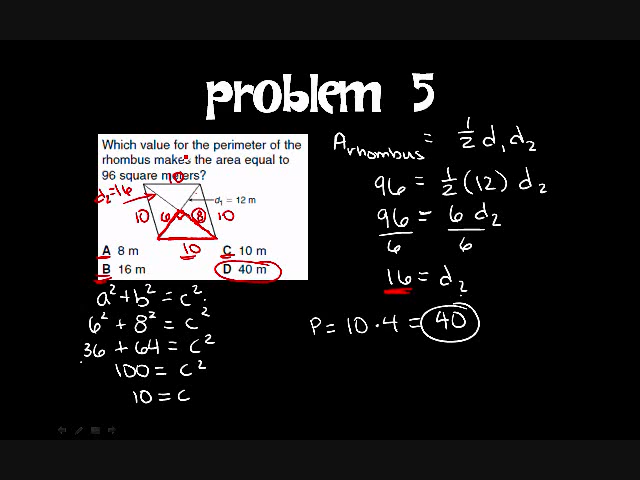 problem 5
Which value for the perimeter of the
rhombus makes the area equal to
96 square meters?
10
d₂=16
d₁ = 12 m
10 6 8 10
10
A 8 m
C 10 m
B 16 m
D 40 m
a² + b² = c²
6² + 8² = c²
36 + 64 = c²
100 = c²
10 = c
A rhombus = 1/2 d₁ d₂
96 = 1/2 (12) d₂
96 = 6 d₂
6 6
16 = d₂
P = 10 · 4 = 40